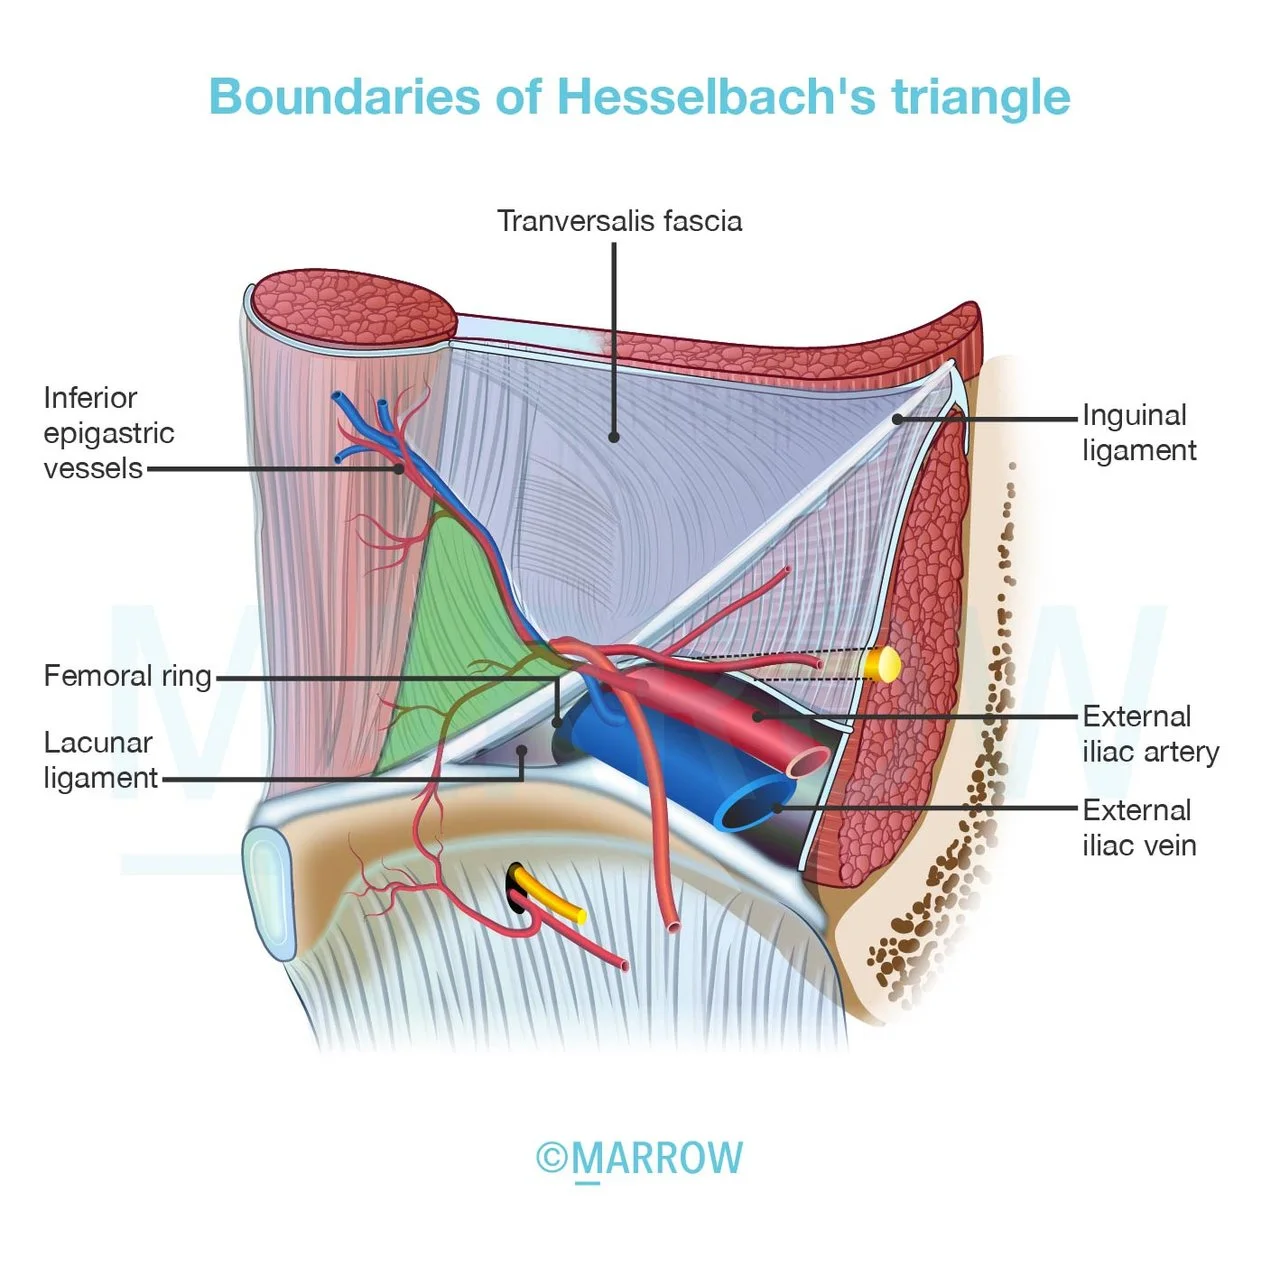 Boundaries of Hesselbach's triangle
Tranversalis fascia
Inferior
epigastric
vessels
Inguinal
ligament
Femoral ring
Lacunar
ligament
External
iliac artery
External
iliac vein
MARROW
©MARROW